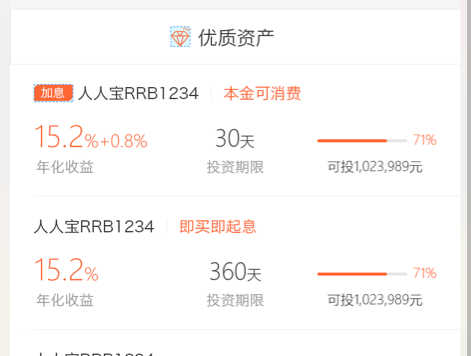 优质资产
加息 人人宝RRB1234 本金可消费
15.2%+0.8% 30天 71%
年化收益 投资期限 可投1,023,989元
人人宝RRB1234 即买即起息
15.2% 360天 71%
年化收益 投资期限 可投1,023,989元